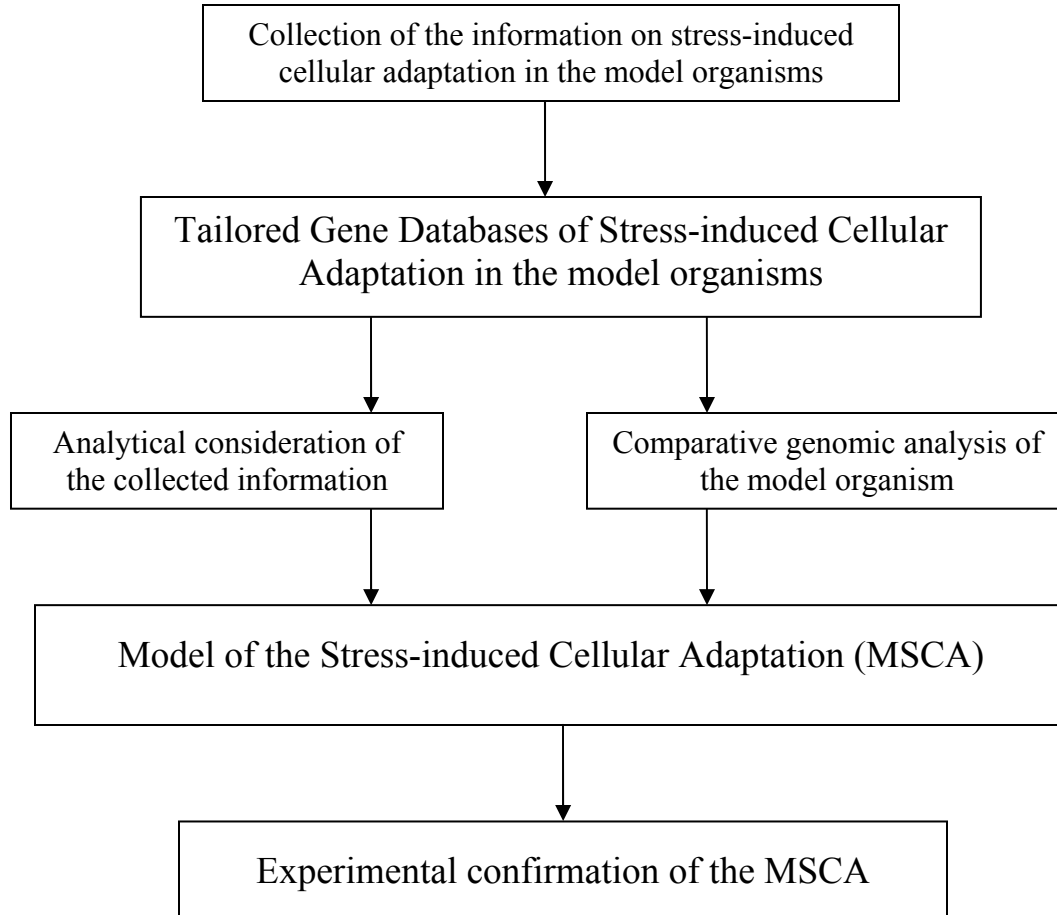 Collection of the information on stress-induced
cellular adaptation in the model organisms
Tailored Gene Databases of Stress-induced Cellular
Adaptation in the model organisms
Analytical consideration of
the collected information
Comparative genomic analysis of
the model organism
Model of the Stress-induced Cellular Adaptation (MSCA)
Experimental confirmation of the MSCA